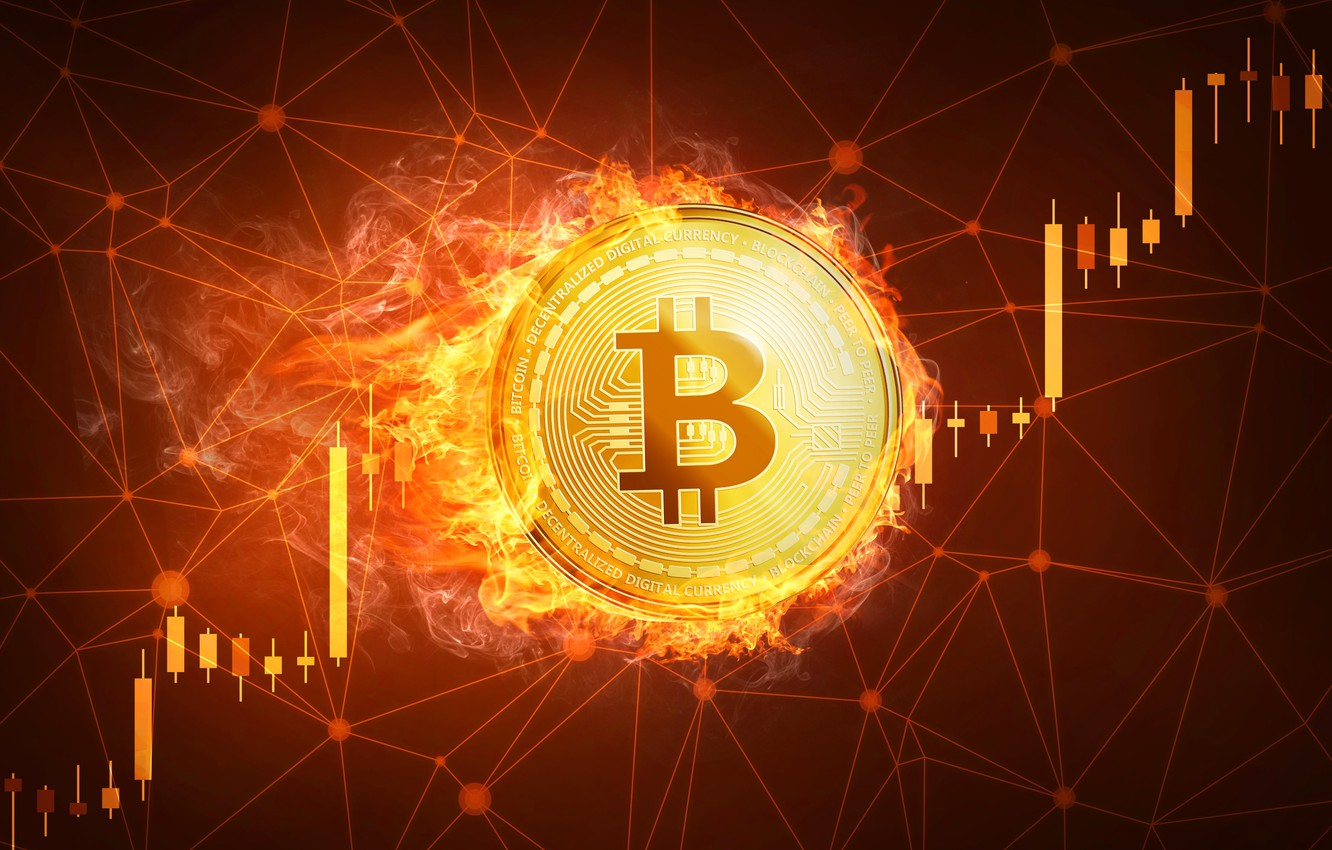 BITCOIN • DECENTRALIZED DIGITAL CURRENCY • BLOCKCHAIN • PEER TO PEER
BITCOIN DECENTRALIZED DIGITAL CURRENCY • BLOCKCHAIN • PEER TO PEER